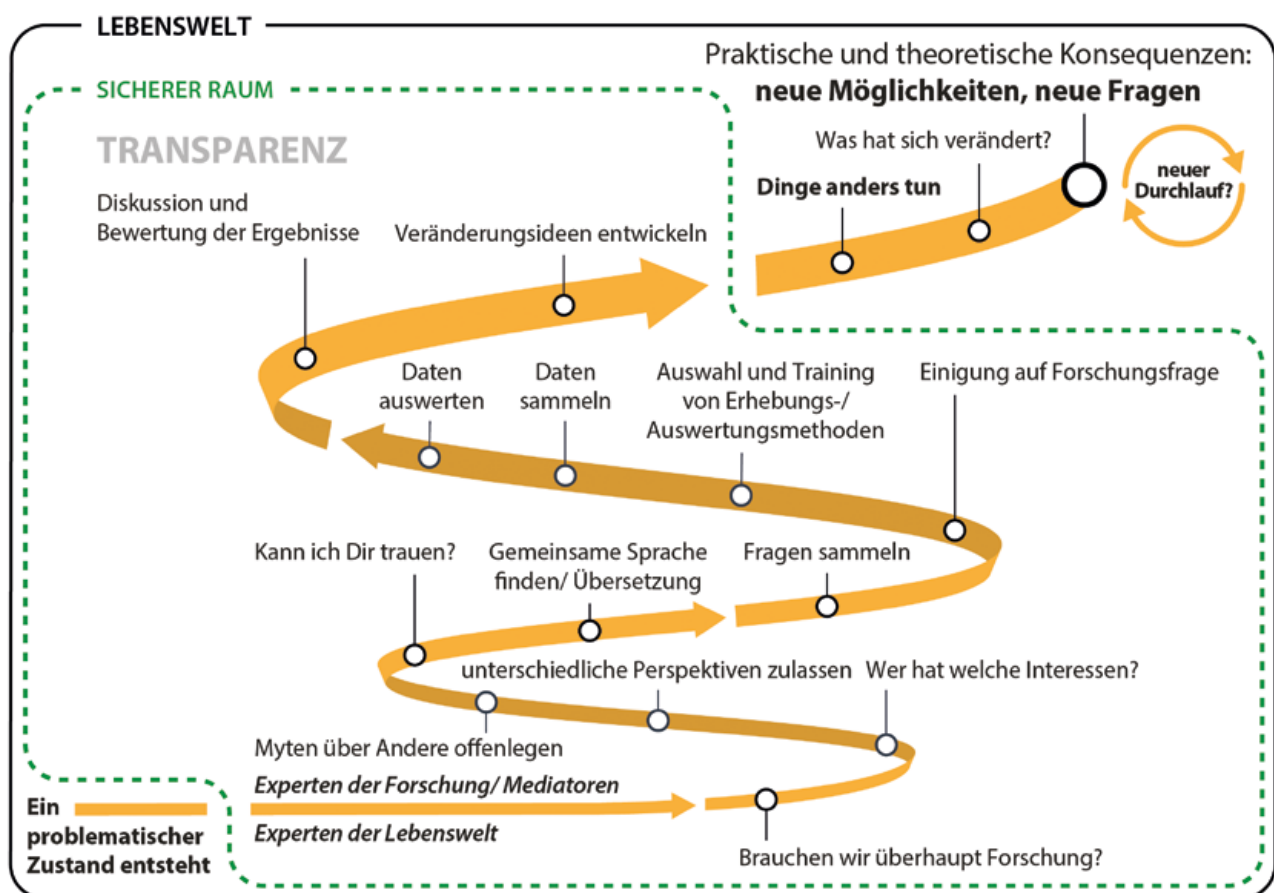 LEBENSWELT
Praktische und theoretische Konsequenzen:
neue Möglichkeiten, neue Fragen
SICHERER RAUM
TRANSPARENZ
Was hat sich verändert?
Dinge anders tun
neuer
Durchlauf?
Diskussion und
Bewertung der Ergebnisse
Veränderungsideen entwickeln
Daten
auswerten
Daten
sammeln
Auswahl und Training
von Erhebungs-/
Auswertungsmethoden
Einigung auf Forschungsfrage
Kann ich Dir trauen?
Gemeinsame Sprache
finden/ Übersetzung
Fragen sammeln
unterschiedliche Perspektiven zulassen
Wer hat welche Interessen?
Myten über Andere offenlegen
Experten der Forschung/ Mediatoren
Experten der Lebenswelt
Ein
problematischer
Zustand entsteht
Brauchen wir überhaupt Forschung?